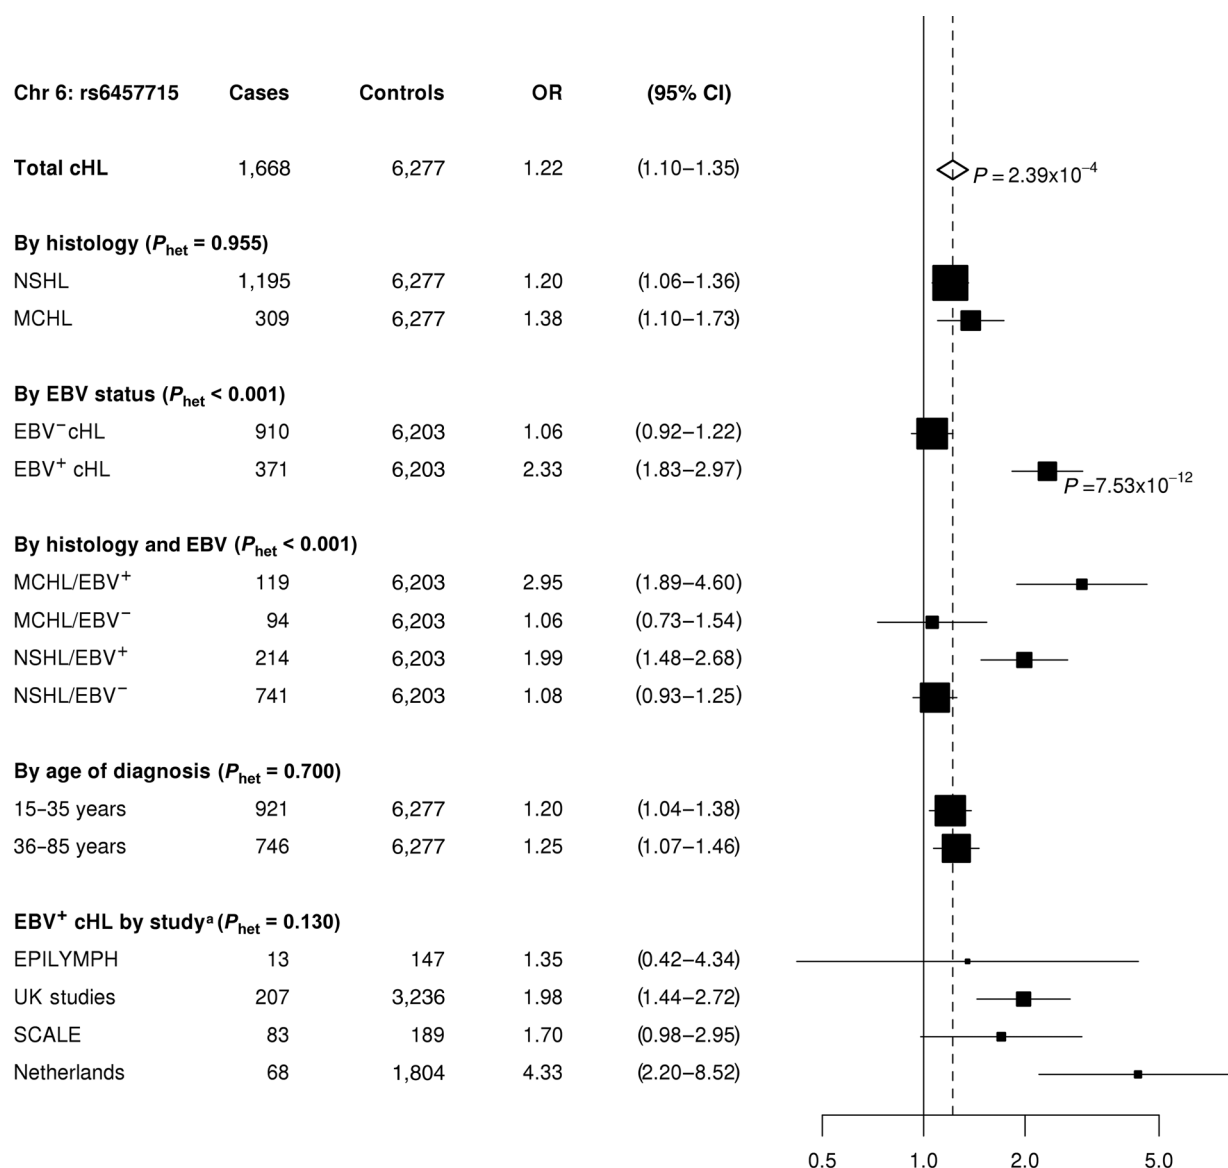 Chr 6: rs6457715 Cases Controls OR (95% CI)
Total cHL 1,668 6,277 1.22 (1.10–1.35) P = 2.39x10⁻⁴
By histology (Phet = 0.955)
NSHL 1,195 6,277 1.20 (1.06–1.36)
MCHL 309 6,277 1.38 (1.10–1.73)
By EBV status (Phet < 0.001)
EBV⁻cHL 910 6,203 1.06 (0.92–1.22)
EBV⁺ cHL 371 6,203 2.33 (1.83–2.97) P =7.53x10⁻¹²
By histology and EBV (Phet < 0.001)
MCHL/EBV⁺ 119 6,203 2.95 (1.89–4.60)
MCHL/EBV⁻ 94 6,203 1.06 (0.73–1.54)
NSHL/EBV⁺ 214 6,203 1.99 (1.48–2.68)
NSHL/EBV⁻ 741 6,203 1.08 (0.93–1.25)
By age of diagnosis (Phet = 0.700)
15–35 years 921 6,277 1.20 (1.04–1.38)
36–85 years 746 6,277 1.25 (1.07–1.46)
EBV⁺ cHL by studyᵃ (Phet = 0.130)
EPILYMPH 13 147 1.35 (0.42–4.34)
UK studies 207 3,236 1.98 (1.44–2.72)
SCALE 83 189 1.70 (0.98–2.95)
Netherlands 68 1,804 4.33 (2.20–8.52)
0.5 1.0 2.0 5.0